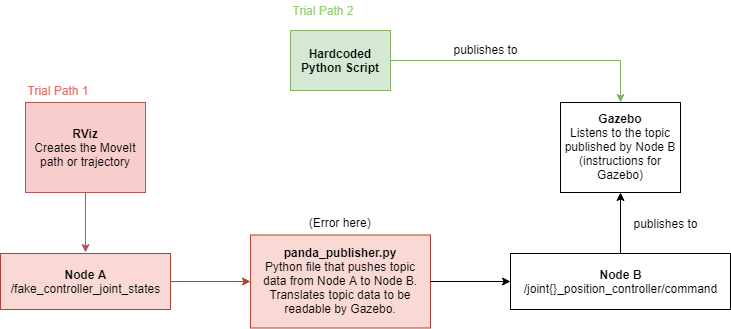 Trial Path 2
Hardcoded
Python Script
publishes to
Trial Path 1
RViz
Creates the MoveIt
path or trajectory
Gazebo
Listens to the topic
published by Node B
(instructions for
Gazebo)
(Error here)
publishes to
Node A
/fake_controller_joint_states
panda_publisher.py
Python file that pushes topic
data from Node A to Node B.
Translates topic data to be
readable by Gazebo.
Node B
/joint{}_position_controller/command